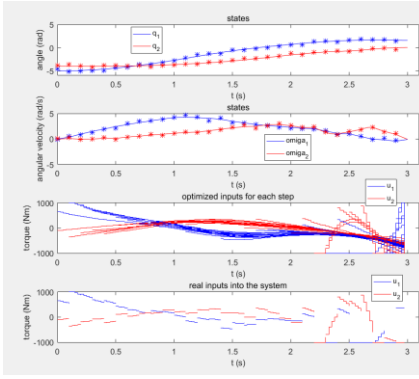 states
5
0
-5
angle (rad)
q1
q2
0 0.5 1 1.5 2 2.5 3
t (s)
states
5
0
-5
angular velocity (rad/s)
omiga1
omiga2
0 0.5 1 1.5 2 2.5 3
t (s)
u1
u2
optimized inputs for each step
1000
0
-1000
torque (Nm)
0 0.5 1 1.5 2 2.5 3
t (s)
real inputs into the system
u1
u2
1000
0
-1000
torque (Nm)
0 0.5 1 1.5 2 2.5 3
t (s)